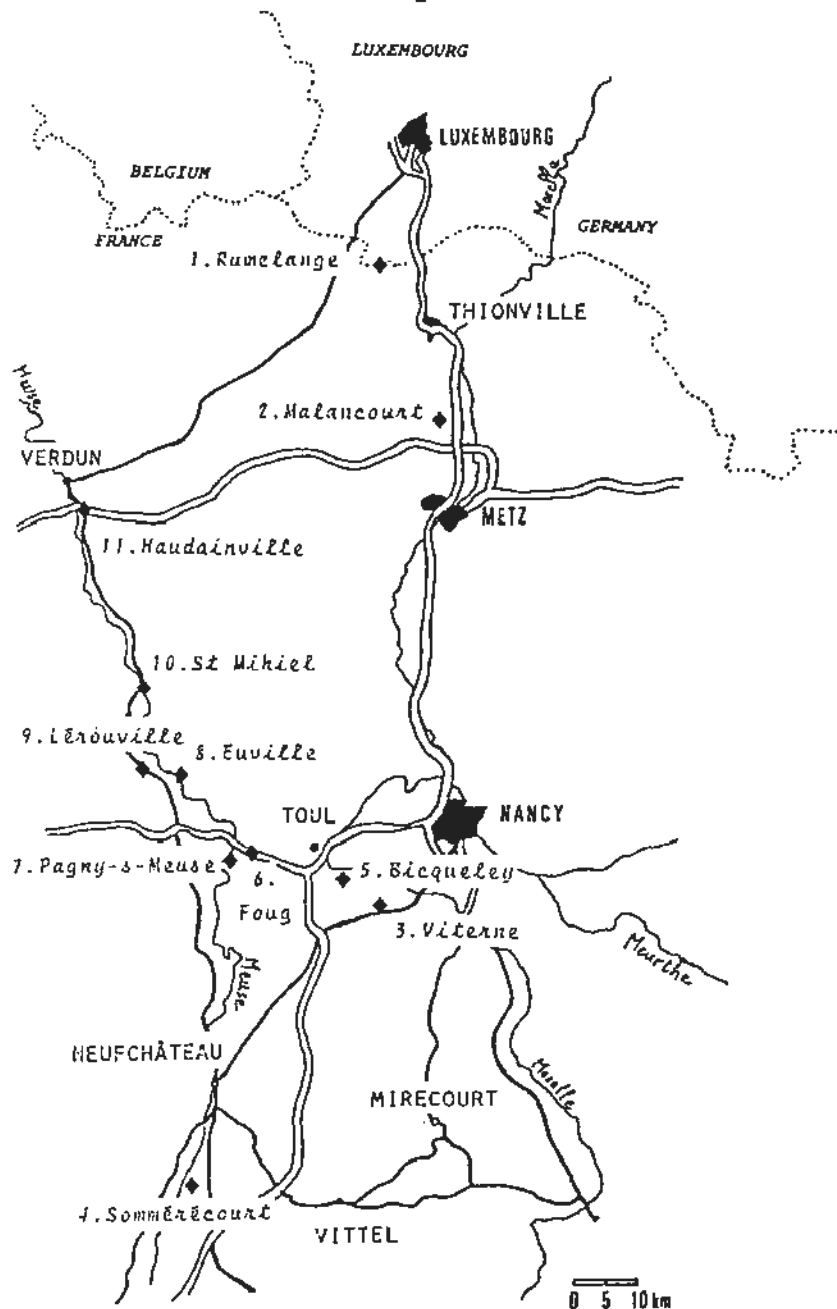 LUXEMBOURG
LUXEMBOURG
BELGIUM
Moselle
FRANCE
GERMANY
1.Rumelange
THIONVILLE
Meuse
2.Malancourt
VERDUN
METZ
11.Haudainville
10.St Mihiel
9.Lérouville
8.Euville
TOUL
NANCY
7.Pagny-s-Meuse
5.Bicqueley
6.
Foug
3.Viterne
Meurthe
Meuse
NEUFCHÂTEAU
MIRECOURT
Moselle
4.Sommérécourt
VITTEL
0 5 10km